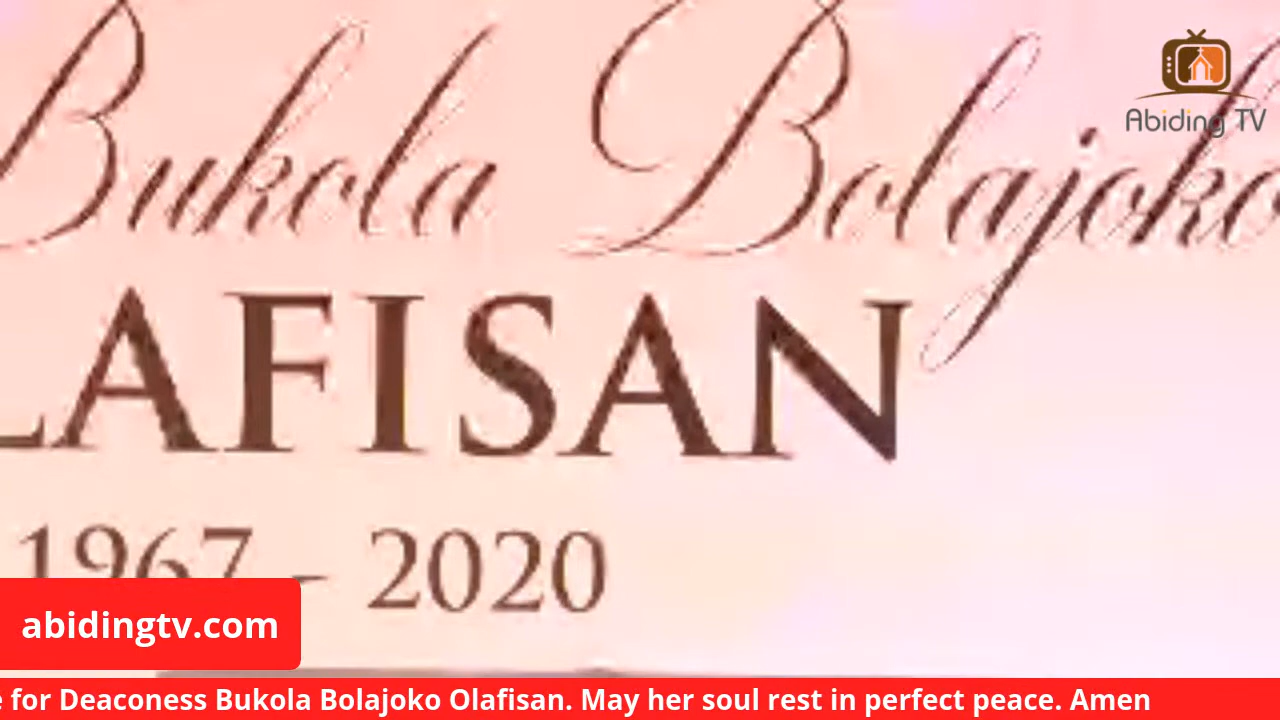 Bukola Bolajoko
Abiding TV
LAFISAN
1967 - 2020
abidingtv.com
e for Deaconess Bukola Bolajoko Olafisan. May her soul rest in perfect peace. Amen